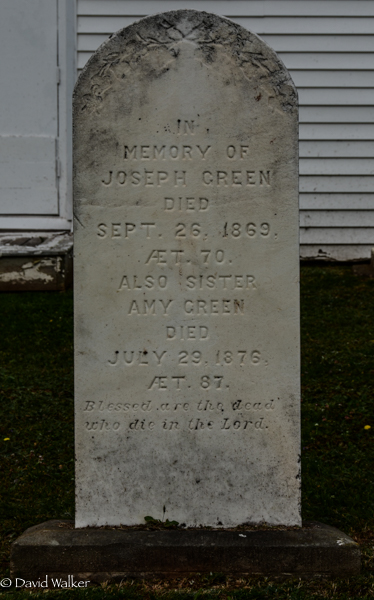 IN
MEMORY OF
JOSEPH GREEN
DIED
SEPT. 26. 1869.
ÆT. 70.
ALSO SISTER
AMY GREEN
DIED
JULY 29. 1876.
ÆT. 87.
Blessed are the dead
who die in the Lord.
© David Walker